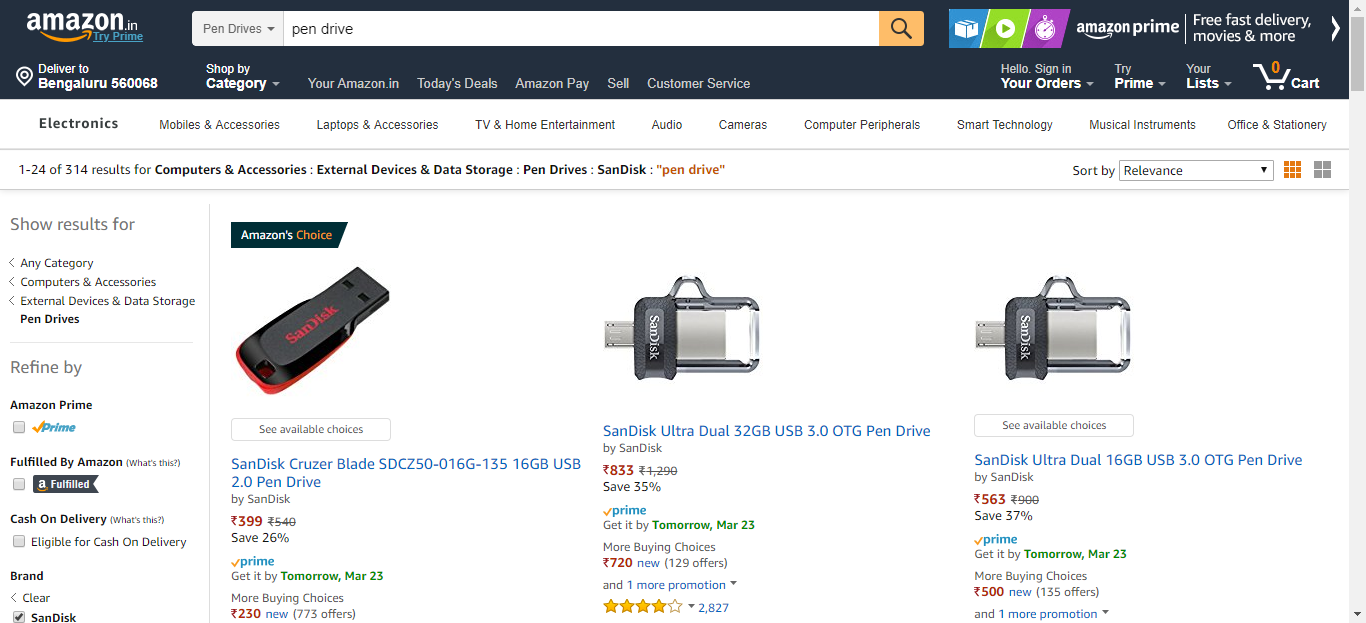 amazon.in
Try Prime
Pen Drives
pen drive
amazon prime
Free fast delivery,
movies & more
Deliver to
Bengaluru 560068
Shop by
Category
Your Amazon.in
Today's Deals
Amazon Pay
Sell
Customer Service
Hello. Sign in
Your Orders
Try
Prime
Your
Lists
0
Cart
Electronics
Mobiles & Accessories
Laptops & Accessories
TV & Home Entertainment
Audio
Cameras
Computer Peripherals
Smart Technology
Musical Instruments
Office & Stationery
1-24 of 314 results for Computers & Accessories : External Devices & Data Storage : Pen Drives : SanDisk : "pen drive"
Sort by
Relevance
Show results for
Any Category
Computers & Accessories
External Devices & Data Storage
Pen Drives
Refine by
Amazon Prime
Prime
Fulfilled By Amazon (What's this?)
a Fulfilled
Cash On Delivery (What's this?)
Eligible for Cash On Delivery
Brand
Clear
SanDisk
Amazon's Choice
SanDisk
See available choices
SanDisk Cruzer Blade SDCZ50-016G-135 16GB USB
2.0 Pen Drive
by SanDisk
₹399 ₹540
Save 26%
prime
Get it by Tomorrow, Mar 23
More Buying Choices
₹230 new (773 offers)
SanDisk
SanDisk Ultra Dual 32GB USB 3.0 OTG Pen Drive
by SanDisk
₹833 ₹1,290
Save 35%
prime
Get it by Tomorrow, Mar 23
More Buying Choices
₹720 new (129 offers)
and 1 more promotion
2,827
SanDisk
See available choices
SanDisk Ultra Dual 16GB USB 3.0 OTG Pen Drive
by SanDisk
₹563 ₹900
Save 37%
prime
Get it by Tomorrow, Mar 23
More Buying Choices
₹500 new (135 offers)
and 1 more promotion